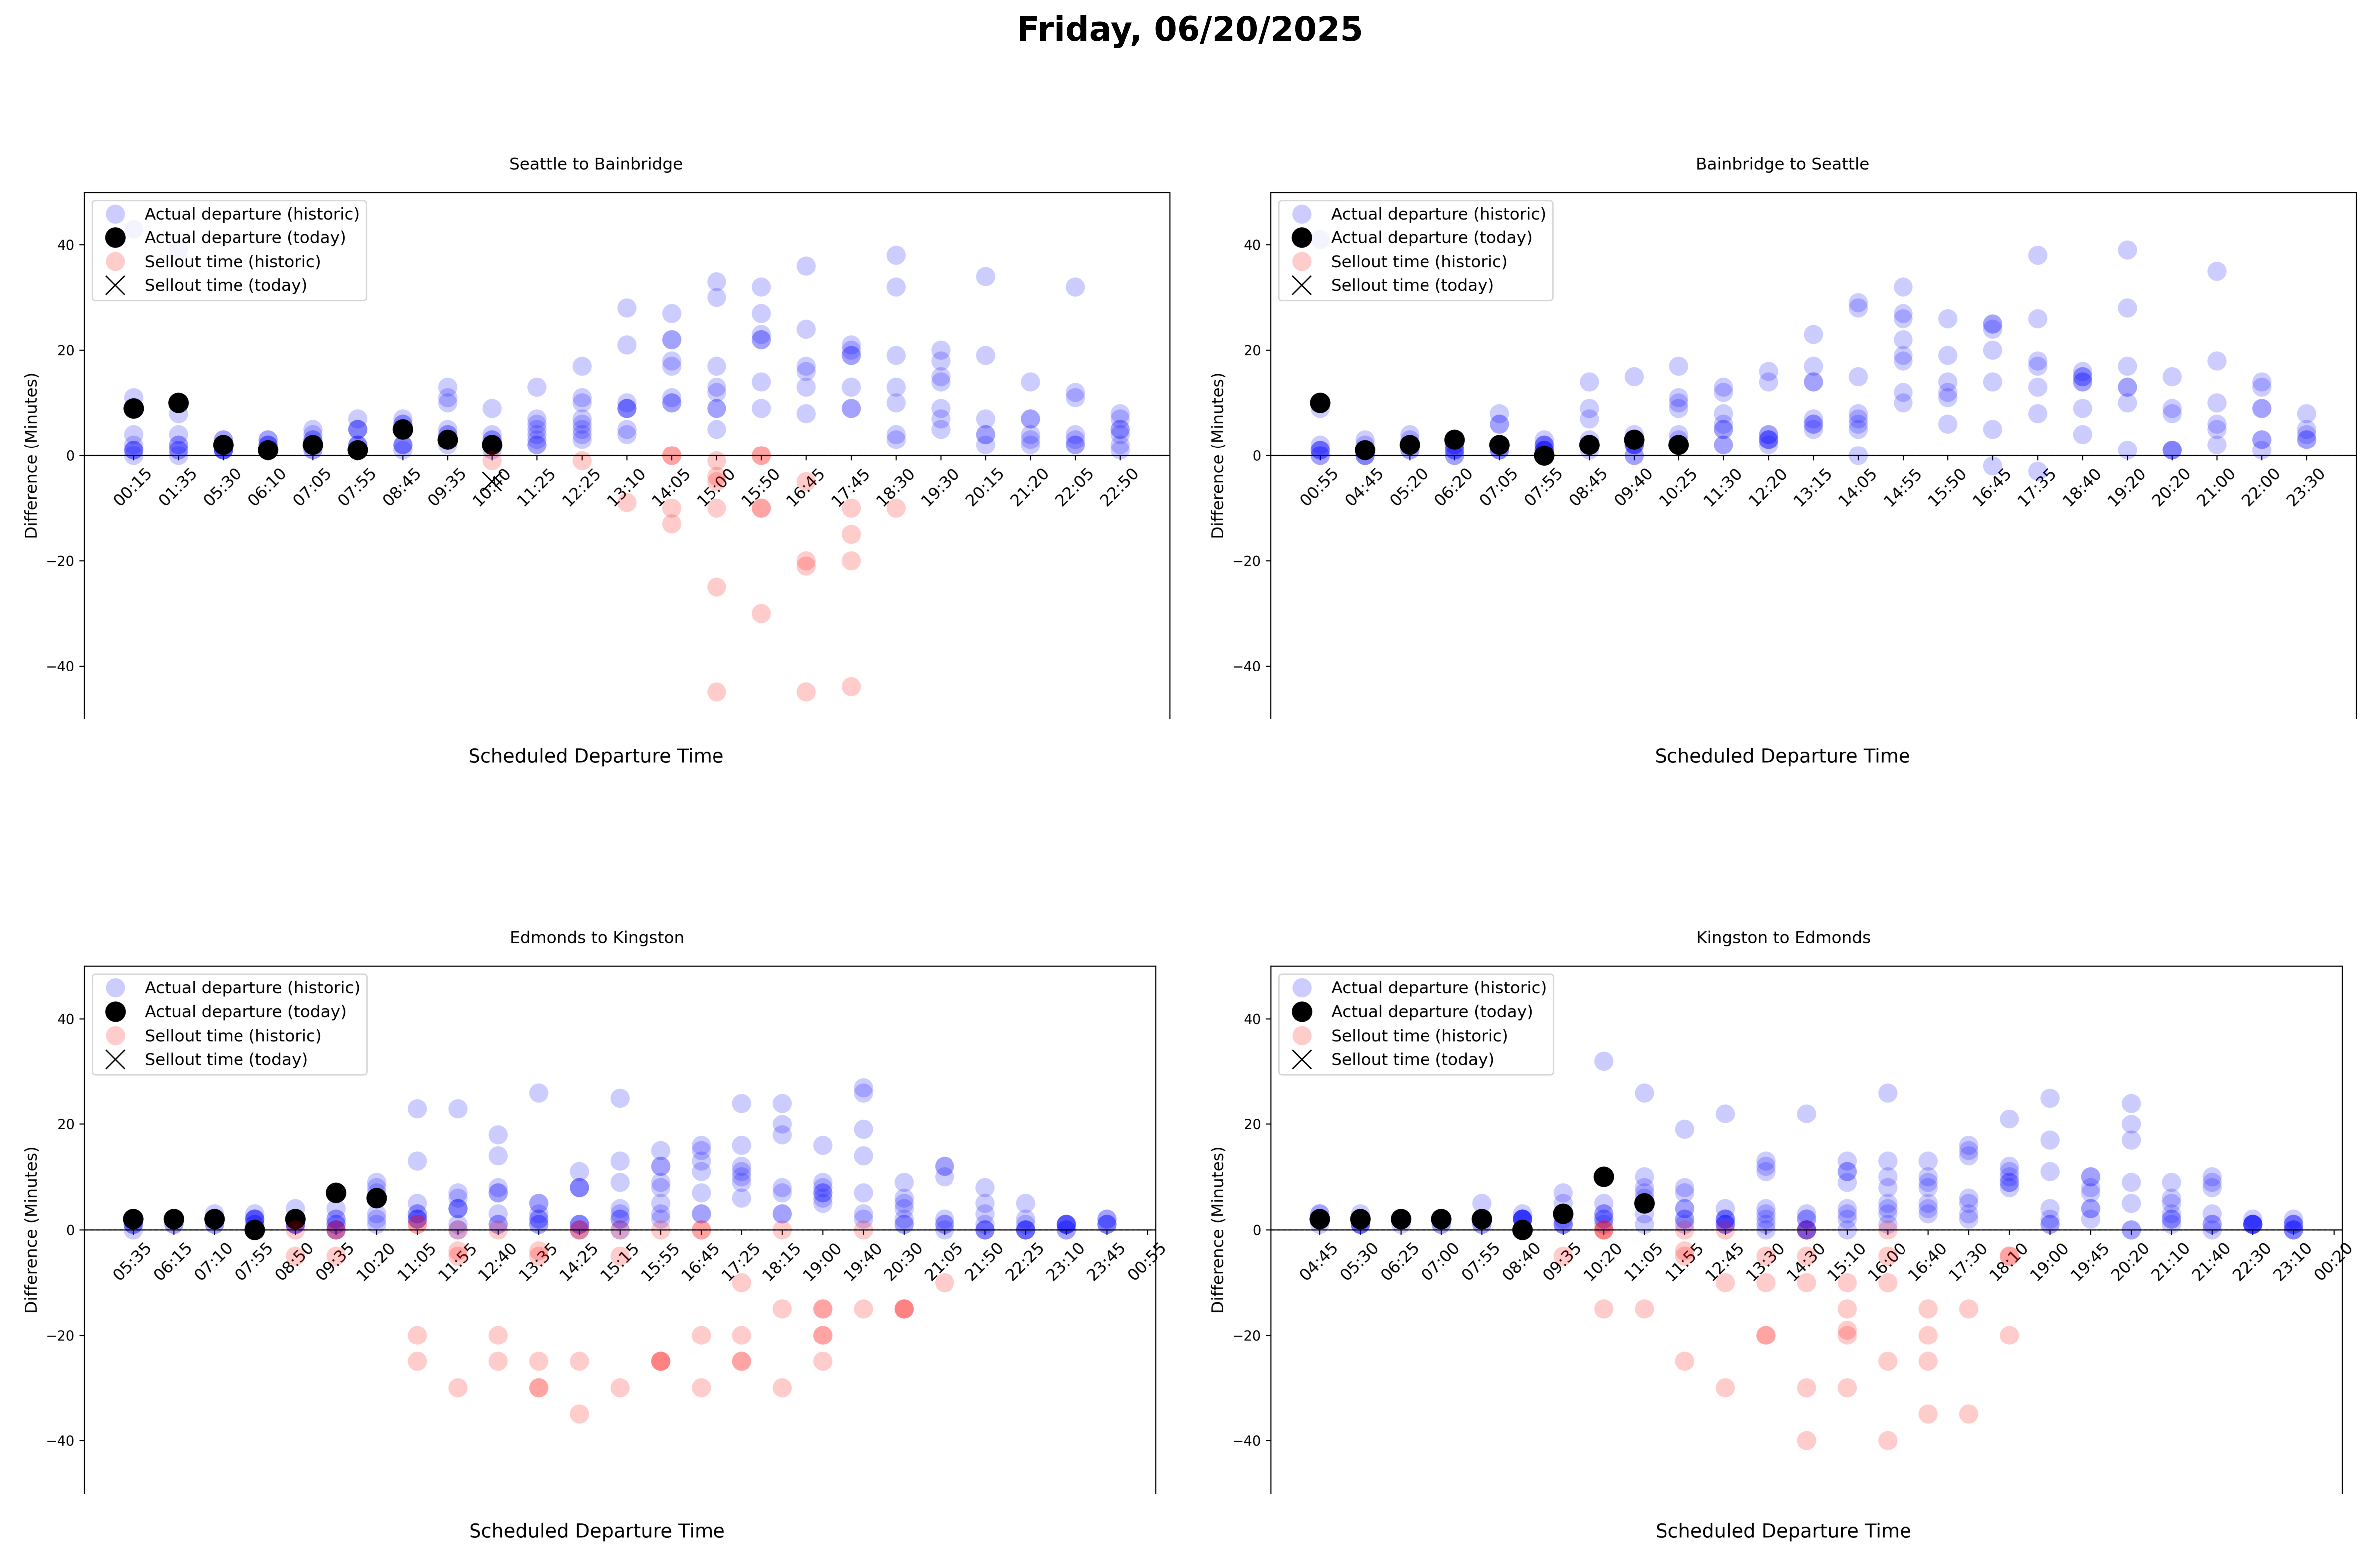 Friday, 06/20/2025
Seattle to Bainbridge
Actual departure (historic)
Actual departure (today)
Sellout time (historic)
Sellout time (today)
Difference (Minutes)
40
20
0
−20
−40
00:15 01:35 05:30 06:10 07:05 07:55 08:45 09:35 10:40 11:25 12:25 13:10 14:05 15:00 15:50 16:45 17:45 18:30 19:30 20:15 21:20 22:05 22:50
Scheduled Departure Time
Bainbridge to Seattle
Actual departure (historic)
Actual departure (today)
Sellout time (historic)
Sellout time (today)
Difference (Minutes)
40
20
0
−20
−40
00:55 04:45 05:20 06:20 07:05 07:55 08:45 09:40 10:25 11:30 12:20 13:15 14:05 14:55 15:50 16:45 17:35 18:40 19:20 20:20 21:00 22:00 23:30
Scheduled Departure Time
Edmonds to Kingston
Actual departure (historic)
Actual departure (today)
Sellout time (historic)
Sellout time (today)
Difference (Minutes)
40
20
0
−20
−40
05:35 06:15 07:10 07:55 08:50 09:35 10:20 11:05 11:55 12:40 13:35 14:25 15:15 15:55 16:45 17:25 18:15 19:00 19:40 20:30 21:05 21:50 22:25 23:10 23:45 00:55
Scheduled Departure Time
Kingston to Edmonds
Actual departure (historic)
Actual departure (today)
Sellout time (historic)
Sellout time (today)
Difference (Minutes)
40
20
0
−20
−40
04:45 05:30 06:25 07:00 07:55 08:40 09:35 10:20 11:05 11:55 12:45 13:30 14:30 15:10 16:00 16:40 17:30 18:10 19:00 19:45 20:20 21:10 21:40 22:30 23:10 00:20
Scheduled Departure Time